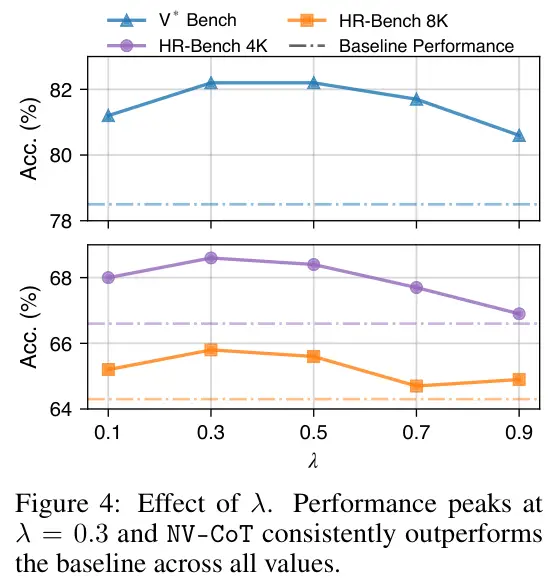 V* Bench
HR-Bench 8K
HR-Bench 4K
Baseline Performance
Acc. (%)
82
80
78
Acc. (%)
68
66
64
0.1 0.3 0.5 0.7 0.9
λ
Figure 4: Effect of λ. Performance peaks at
λ = 0.3 and NV-CoT consistently outperforms
the baseline across all values.